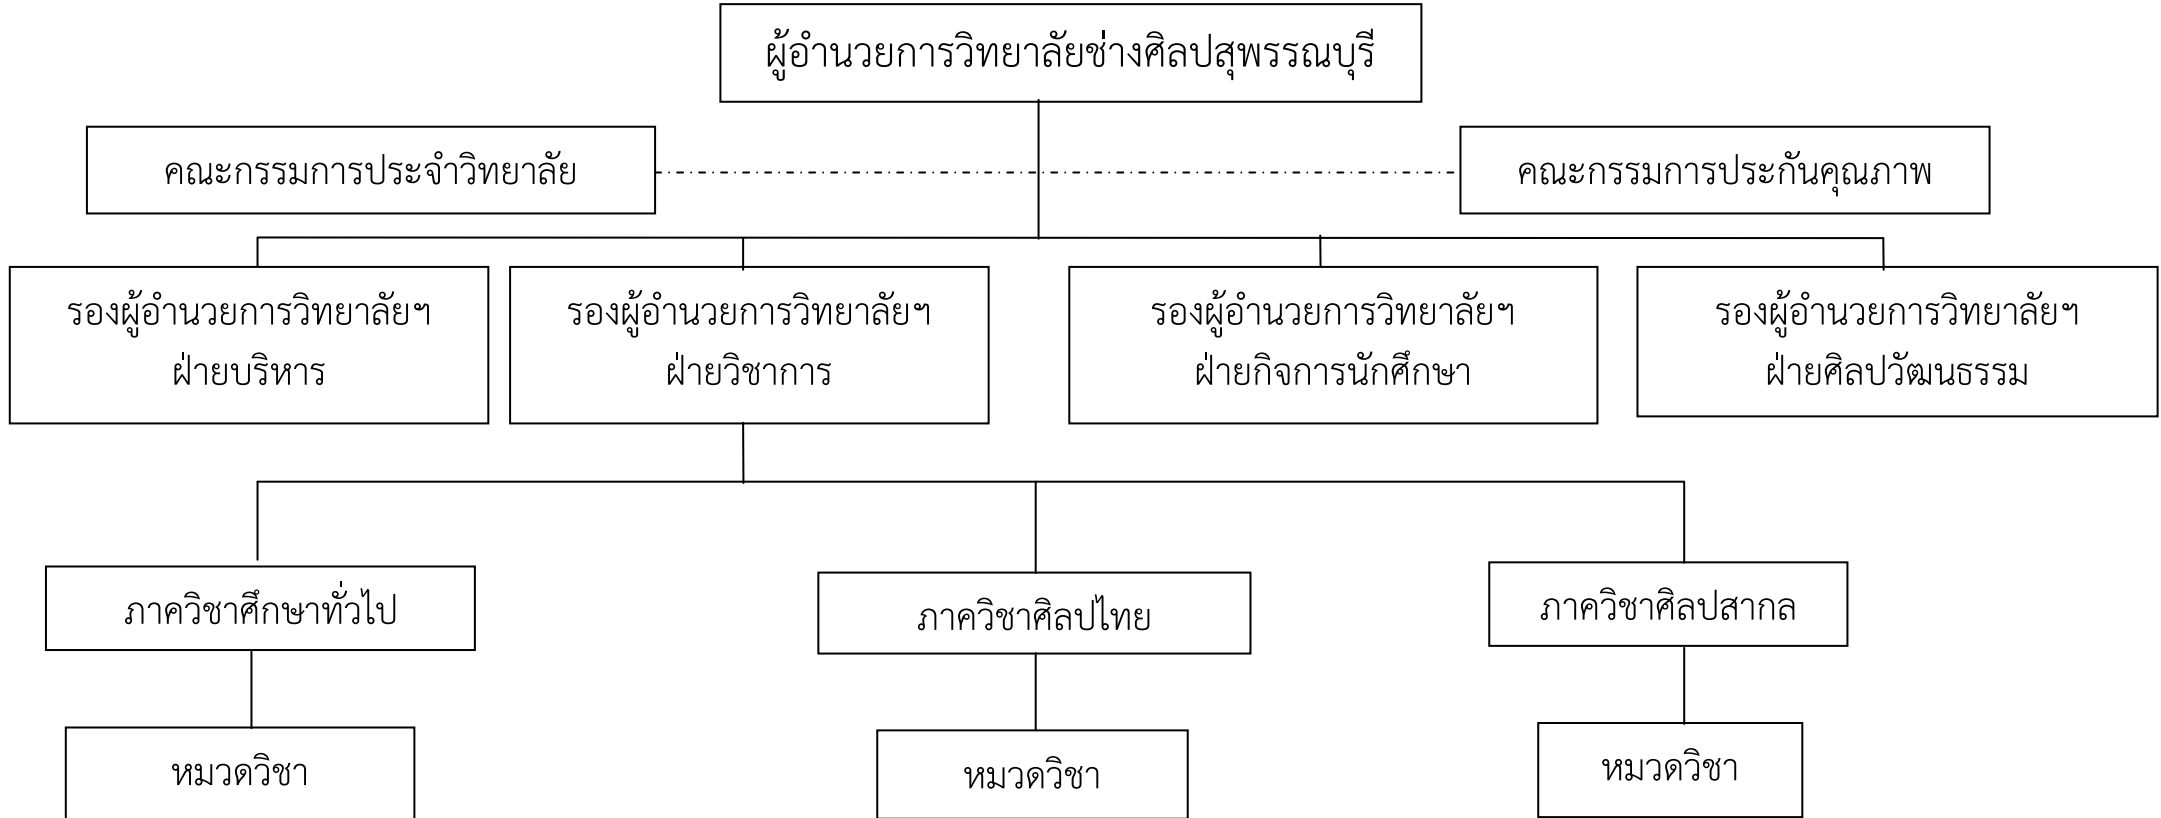 ผู้อำนวยการวิทยาลัยช่างศิลปสุพรรณบุรี
คณะกรรมการประจำวิทยาลัย
คณะกรรมการประกันคุณภาพ
รองผู้อำนวยการวิทยาลัยฯ
ฝ่ายบริหาร
รองผู้อำนวยการวิทยาลัยฯ
ฝ่ายวิชาการ
รองผู้อำนวยการวิทยาลัยฯ
ฝ่ายกิจการนักศึกษา
รองผู้อำนวยการวิทยาลัยฯ
ฝ่ายศิลปวัฒนธรรม
ภาควิชาศึกษาทั่วไป
ภาควิชาศิลปไทย
ภาควิชาศิลปสากล
หมวดวิชา
หมวดวิชา
หมวดวิชา